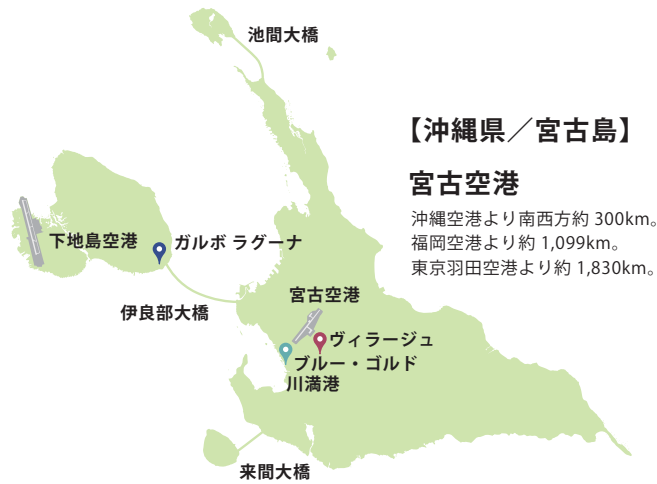 池間大橋
【沖縄県／宮古島】
宮古空港
沖縄空港より南西方約 300km。
福岡空港より約 1,099km。
東京羽田空港より約 1,830km。
下地島空港
ガルボ ラグーナ
伊良部大橋
宮古空港
ヴィラージュ
ブルー・ゴルド
川満港
来間大橋